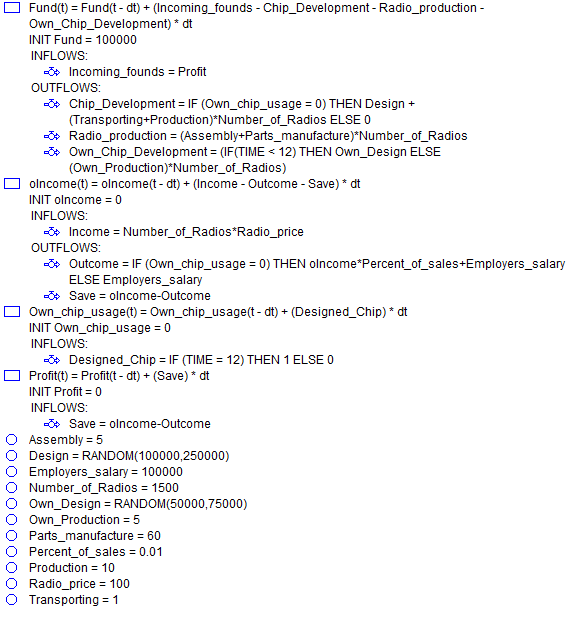 Fund(t) = Fund(t - dt) + (Incoming_founds - Chip_Development - Radio_production -
Own_Chip_Development) * dt
INIT Fund = 100000
INFLOWS:
Incoming_founds = Profit
OUTFLOWS:
Chip_Development = IF (Own_chip_usage = 0) THEN Design +
(Transporting+Production)*Number_of_Radios ELSE 0
Radio_production = (Assembly+Parts_manufacture)*Number_of_Radios
Own_Chip_Development = (IF(TIME < 12) THEN Own_Design ELSE
(Own_Production)*Number_of_Radios)
oIncome(t) = oIncome(t - dt) + (Income - Outcome - Save) * dt
INIT oIncome = 0
INFLOWS:
Income = Number_of_Radios*Radio_price
OUTFLOWS:
Outcome = IF (Own_chip_usage = 0) THEN oIncome*Percent_of_sales+Employers_salary
ELSE Employers_salary
Save = oIncome-Outcome
Own_chip_usage(t) = Own_chip_usage(t - dt) + (Designed_Chip) * dt
INIT Own_chip_usage = 0
INFLOWS:
Designed_Chip = IF (TIME = 12) THEN 1 ELSE 0
Profit(t) = Profit(t - dt) + (Save) * dt
INIT Profit = 0
INFLOWS:
Save = oIncome-Outcome
Assembly = 5
Design = RANDOM(100000,250000)
Employers_salary = 100000
Number_of_Radios = 1500
Own_Design = RANDOM(50000,75000)
Own_Production = 5
Parts_manufacture = 60
Percent_of_sales = 0.01
Production = 10
Radio_price = 100
Transporting = 1